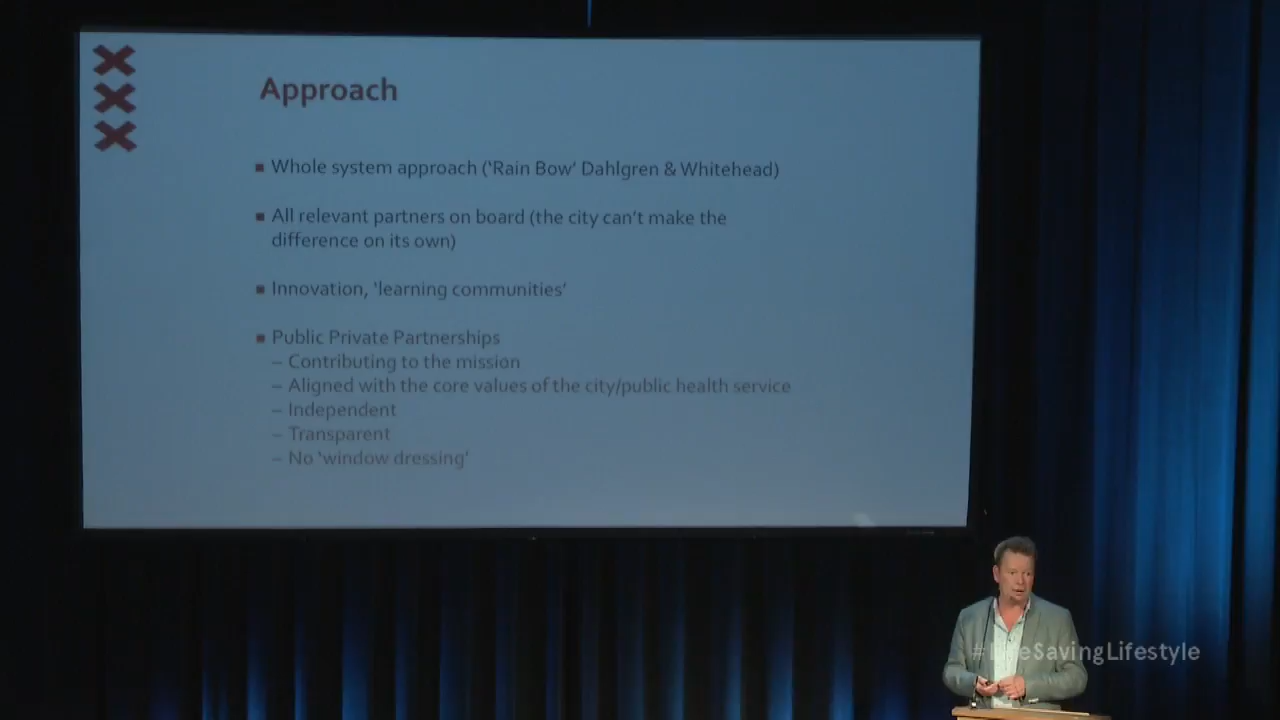 Approach
▪ Whole system approach ('Rain Bow' Dahlgren & Whitehead)
▪ All relevant partners on board (the city can't make the
difference on its own)
▪ Innovation, 'learning communities'
▪ Public Private Partnerships
– Contributing to the mission
– Aligned with the core values of the city/public health service
– Independent
– Transparent
– No 'window dressing'
#LifeSavingLifestyle